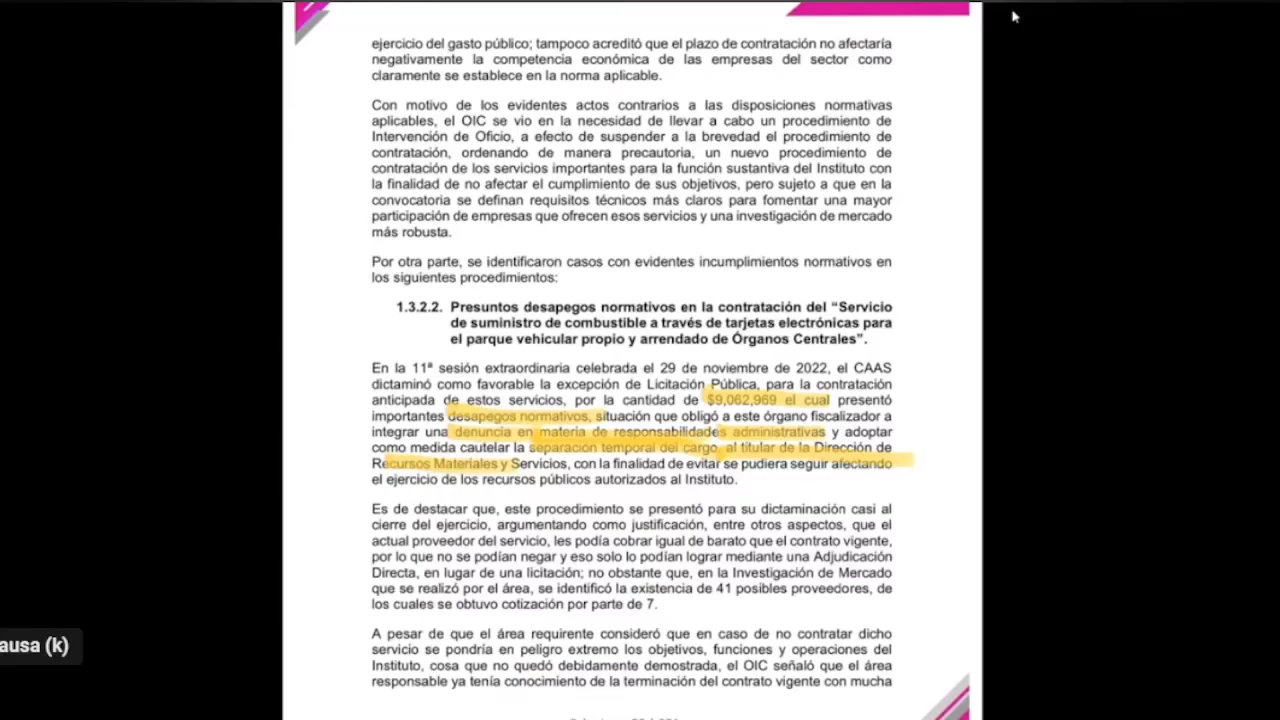 ejercicio del gasto público; tampoco acreditó que el plazo de contratación no afectaría
negativamente la competencia económica de las empresas del sector como
claramente se establece en la norma aplicable.
Con motivo de los evidentes actos contrarios a las disposiciones normativas
aplicables, el OIC se vio en la necesidad de llevar a cabo un procedimiento de
Intervención de Oficio, a efecto de suspender a la brevedad el procedimiento de
contratación, ordenando de manera precautoria, un nuevo procedimiento de
contratación de los servicios importantes para la función sustantiva del Instituto con
la finalidad de no afectar el cumplimiento de sus objetivos, pero sujeto a que en la
convocatoria se definan requisitos técnicos más claros para fomentar una mayor
participación de empresas que ofrecen esos servicios y una investigación de mercado
más robusta.
Por otra parte, se identificaron casos con evidentes incumplimientos normativos en
los siguientes procedimientos:
1.3.2.2. Presuntos desapegos normativos en la contratación del “Servicio
de suministro de combustible a través de tarjetas electrónicas para
el parque vehicular propio y arrendado de Órganos Centrales”.
En la 11ª sesión extraordinaria celebrada el 29 de noviembre de 2022, el CAAS
dictaminó como favorable la excepción de Licitación Pública, para la contratación
anticipada de estos servicios, por la cantidad de $9,062,969 el cual presentó
importantes desapegos normativos, situación que obligó a este órgano fiscalizador a
integrar una denuncia en materia de responsabilidades administrativas y adoptar
como medida cautelar la separación temporal del cargo, al titular de la Dirección de
Recursos Materiales y Servicios, con la finalidad de evitar se pudiera seguir afectando
el ejercicio de los recursos públicos autorizados al Instituto.
Es de destacar que, este procedimiento se presentó para su dictaminación casi al
cierre del ejercicio, argumentando como justificación, entre otros aspectos, que el
actual proveedor del servicio, les podía cobrar igual de barato que el contrato vigente,
por lo que no se podían negar y eso solo lo podían lograr mediante una Adjudicación
Directa, en lugar de una licitación; no obstante que, en la Investigación de Mercado
que se realizó por el área, se identificó la existencia de 41 posibles proveedores, de
los cuales se obtuvo cotización por parte de 7.
ausa (k)
A pesar de que el área requirente consideró que en caso de no contratar dicho
servicio se pondría en peligro extremo los objetivos, funciones y operaciones del
Instituto, cosa que no quedó debidamente demostrada, el OIC señaló que el área
responsable ya tenía conocimiento de la terminación del contrato vigente con mucha